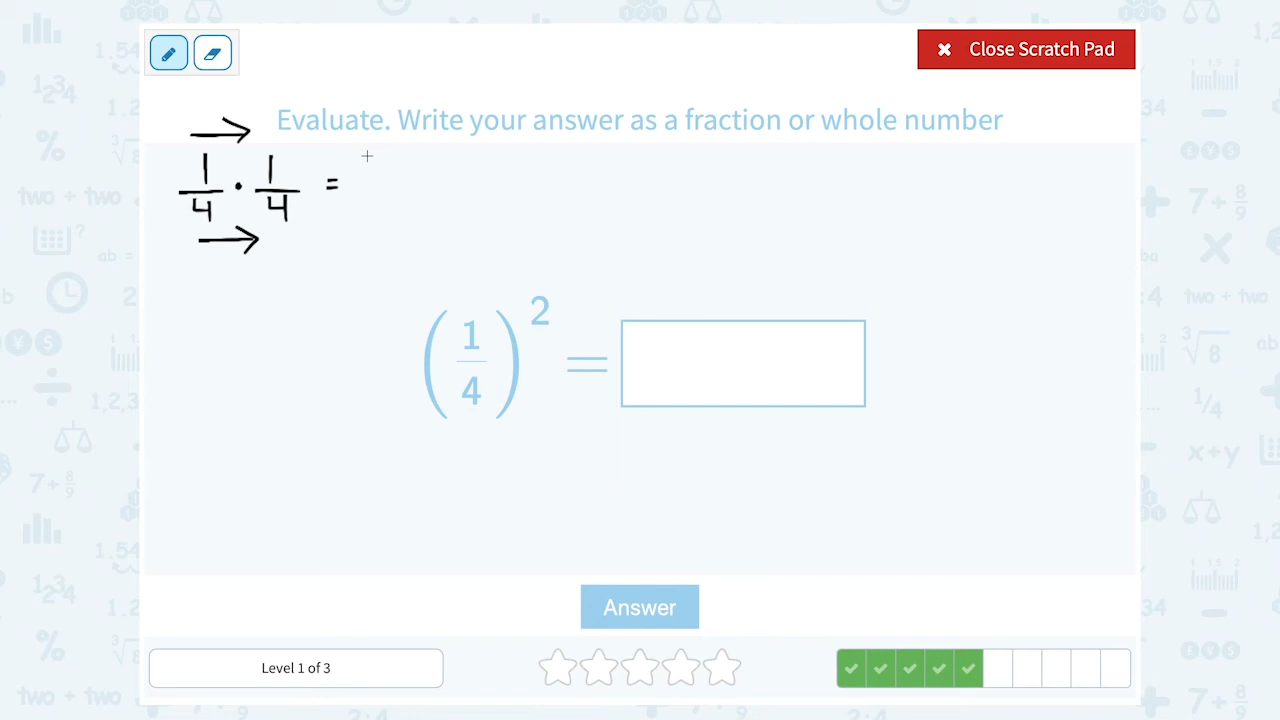 Close Scratch Pad
Evaluate. Write your answer as a fraction or whole number
1/4 · 1/4 =
(1/4)^2 =
Answer
Level 1 of 3